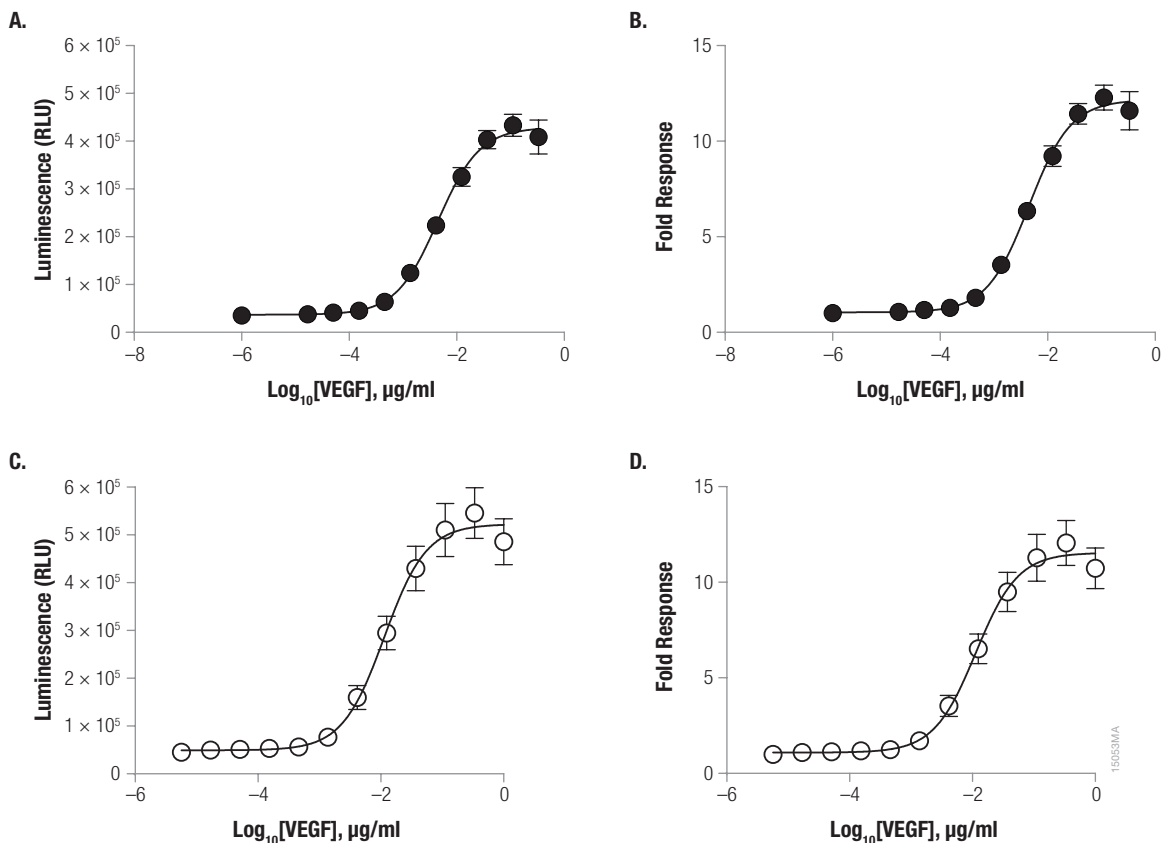 A.
6 × 10⁵
5 × 10⁵
4 × 10⁵
3 × 10⁵
2 × 10⁵
1 × 10⁵
0
Luminescence (RLU)
–8 –6 –4 –2 0
Log₁₀[VEGF], µg/ml
B.
15
10
5
0
Fold Response
–8 –6 –4 –2 0
Log₁₀[VEGF], µg/ml
C.
6 × 10⁵
5 × 10⁵
4 × 10⁵
3 × 10⁵
2 × 10⁵
1 × 10⁵
0
Luminescence (RLU)
–6 –4 –2 0
Log₁₀[VEGF], µg/ml
D.
15
10
5
0
Fold Response
–6 –4 –2 0
Log₁₀[VEGF], µg/ml
15053MA